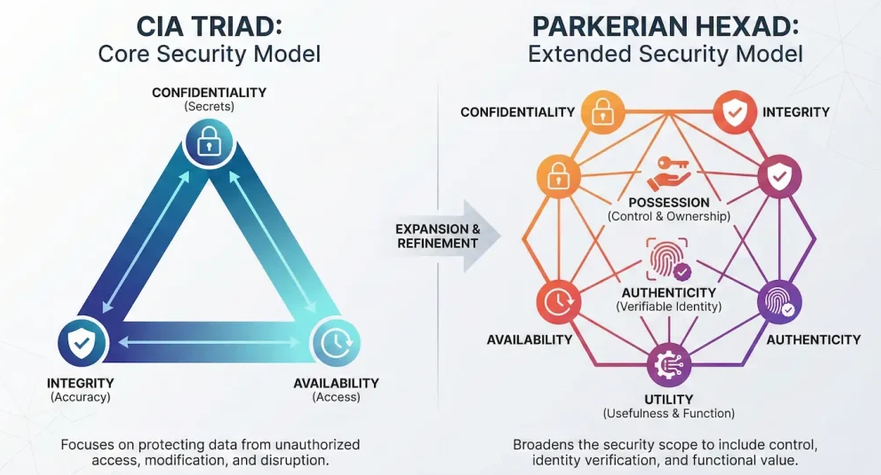 CIA TRIAD:
Core Security Model
CONFIDENTIALITY
(Secrets)
INTEGRITY
(Accuracy)
AVAILABILITY
(Access)
Focuses on protecting data from unauthorized
access, modification, and disruption.
EXPANSION &
REFINEMENT
PARKERIAN HEXAD:
Extended Security Model
CONFIDENTIALITY
INTEGRITY
POSSESSION
(Control & Ownership)
AUTHENTICITY
(Verifiable Identity)
AVAILABILITY
AUTHENTICITY
UTILITY
(Usefulness & Function)
Broadens the security scope to include control,
identity verification, and functional value.